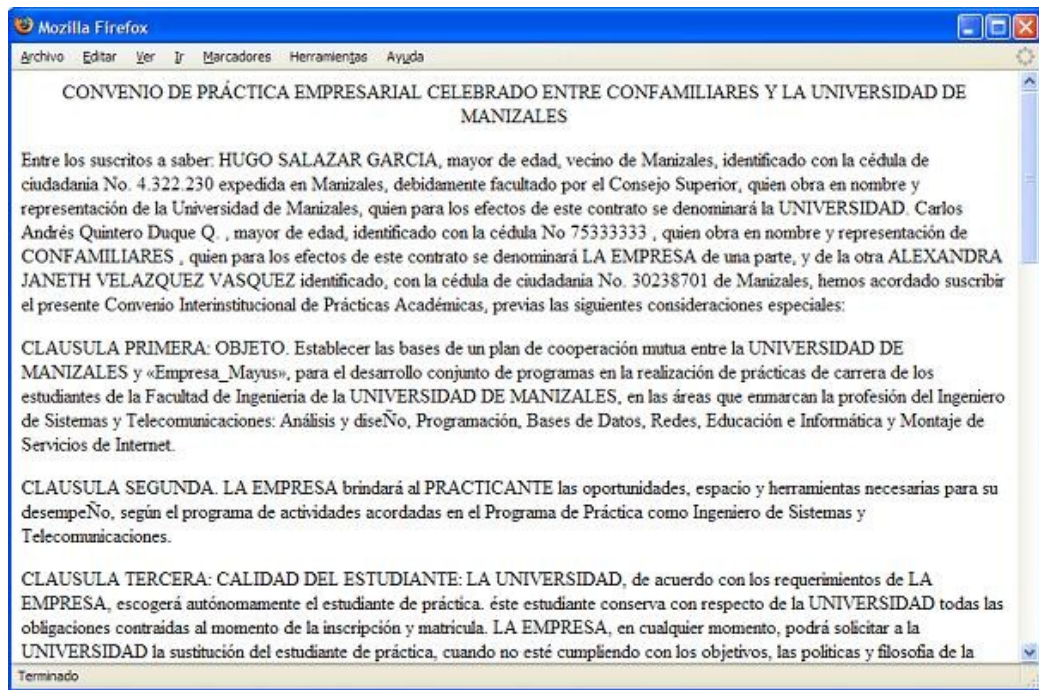 Mozilla Firefox
Archivo Editar Ver Ir Marcadores Herramientas Ayuda
CONVENIO DE PRÁCTICA EMPRESARIAL CELEBRADO ENTRE CONFAMILIARES Y LA UNIVERSIDAD DE
MANIZALES
Entre los suscritos a saber: HUGO SALAZAR GARCIA, mayor de edad, vecino de Manizales, identificado con la cédula de
ciudadania No. 4.322.230 expedida en Manizales, debidamente facultado por el Consejo Superior, quien obra en nombre y
representación de la Universidad de Manizales, quien para los efectos de este contrato se denominará la UNIVERSIDAD. Carlos
Andrés Quintero Duque Q. , mayor de edad, identificado con la cédula No 75333333 , quien obra en nombre y representación de
CONFAMILIARES , quien para los efectos de este contrato se denominará LA EMPRESA de una parte, y de la otra ALEXANDRA
JANETH VELAZQUEZ VASQUEZ identificado, con la cédula de ciudadania No. 30238701 de Manizales, hemos acordado suscribir
el presente Convenio Interinstitucional de Prácticas Académicas, previas las siguientes consideraciones especiales:
CLAUSULA PRIMERA: OBJETO. Establecer las bases de un plan de cooperación mutua entre la UNIVERSIDAD DE
MANIZALES y «Empresa_Mayus», para el desarrollo conjunto de programas en la realización de prácticas de carrera de los
estudiantes de la Facultad de Ingenieria de la UNIVERSIDAD DE MANIZALES, en las áreas que enmarcan la profesión del Ingeniero
de Sistemas y Telecomunicaciones: Análisis y diseÑo, Programación, Bases de Datos, Redes, Educación e Informática y Montaje de
Servicios de Internet.
CLAUSULA SEGUNDA. LA EMPRESA brindará al PRACTICANTE las oportunidades, espacio y herramientas necesarias para su
desempeÑo, según el programa de actividades acordadas en el Programa de Práctica como Ingeniero de Sistemas y
Telecomunicaciones.
CLAUSULA TERCERA: CALIDAD DEL ESTUDIANTE: LA UNIVERSIDAD, de acuerdo con los requerimientos de LA
EMPRESA, escogerá autónomamente el estudiante de práctica. éste estudiante conserva con respecto de la UNIVERSIDAD todas las
obligaciones contraidas al momento de la inscripción y matricula. LA EMPRESA, en cualquier momento, podrá solicitar a la
UNIVERSIDAD la sustitución del estudiante de práctica, cuando no esté cumpliendo con los objetivos, las politicas y filosofia de la
Terminado